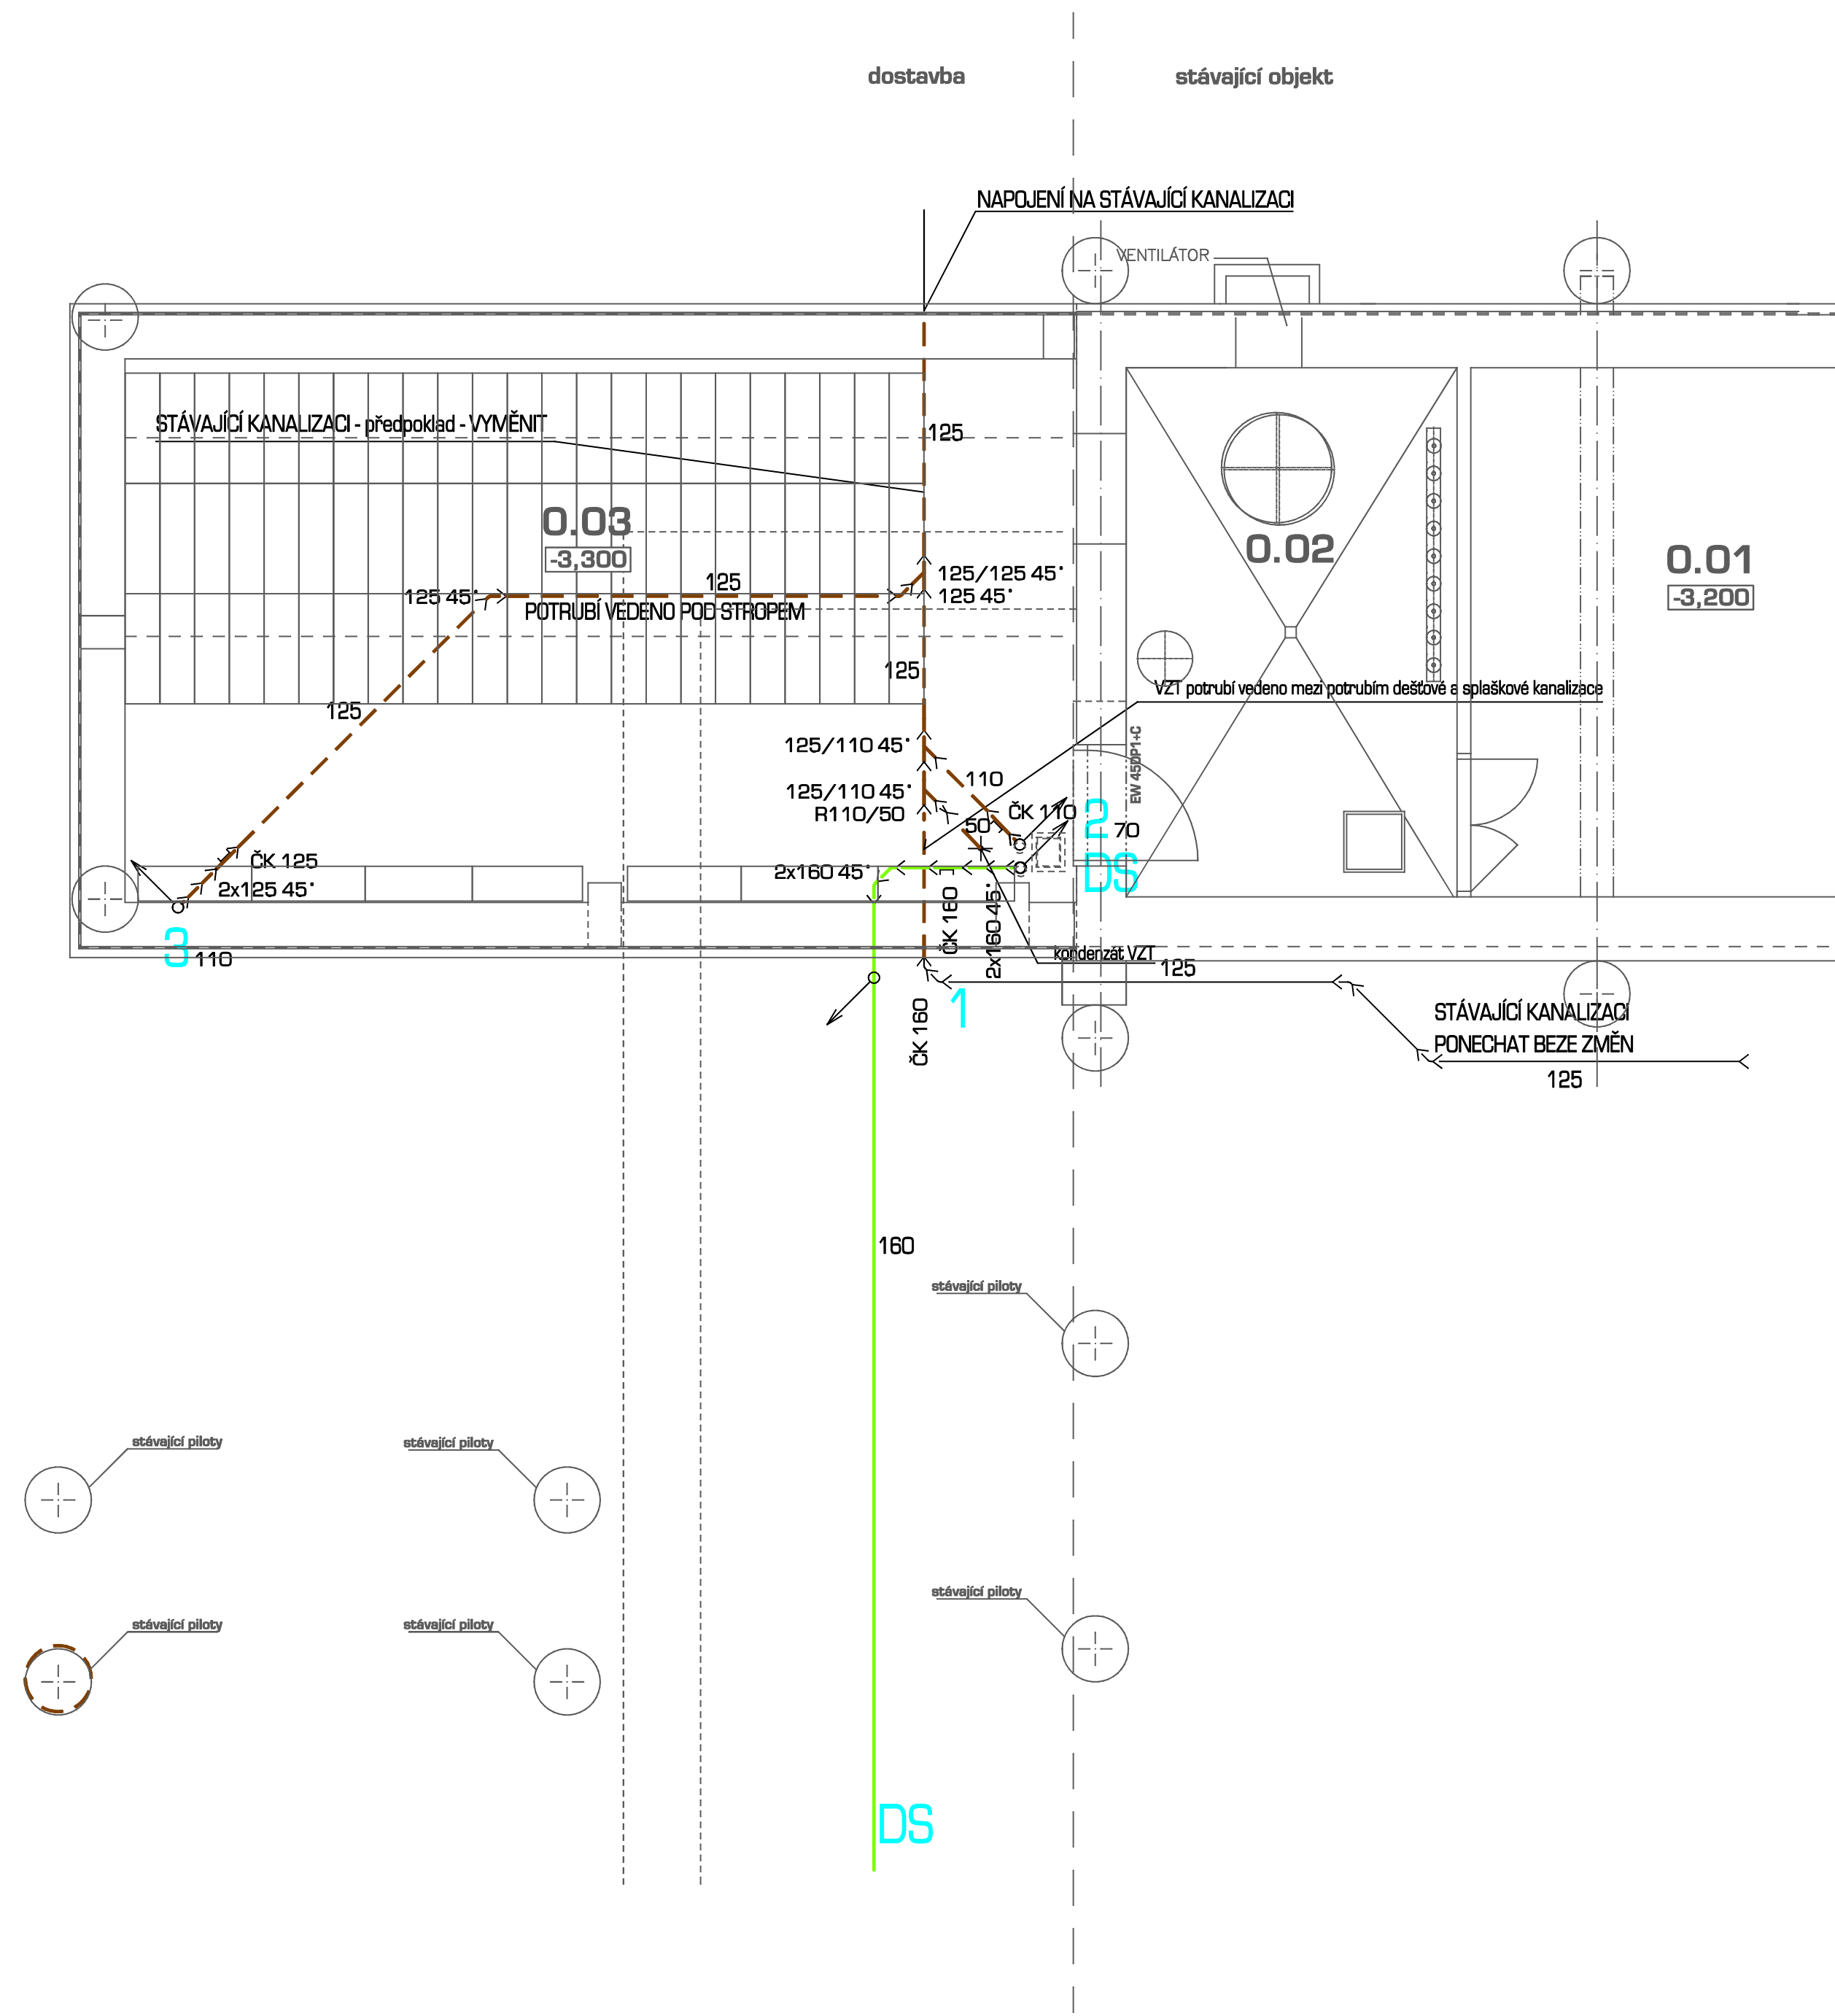 dostavba
stávající objekt
NAPOJENÍ NA STÁVAJÍCÍ KANALIZACI
VENTILÁTOR
STÁVAJÍCÍ KANALIZACI - předpoklad - VYMĚNIT
125
0.03
-3,300
0.02
0.01
-3,200
125/125 45°
125 45°
125
125 45°
POTRUBÍ VEDENO POD STROPEM
125
125
VZT potrubí vedeno mezi potrubím dešťové a splaškové kanalizace
EW 45DP1+C
125/110 45°
110
125/110 45°
R110/50
ČK 110
50
2
70
DS
ČK 125
2x125 45°
2x160 45°
ČK 160
2x160 45°
3
110
kondenzát VZT
125
1
ČK 160
STÁVAJÍCÍ KANALIZACI
PONECHAT BEZE ZMĚN
125
160
stávající piloty
stávající piloty
stávající piloty
stávající piloty
stávající piloty
stávající piloty
DS